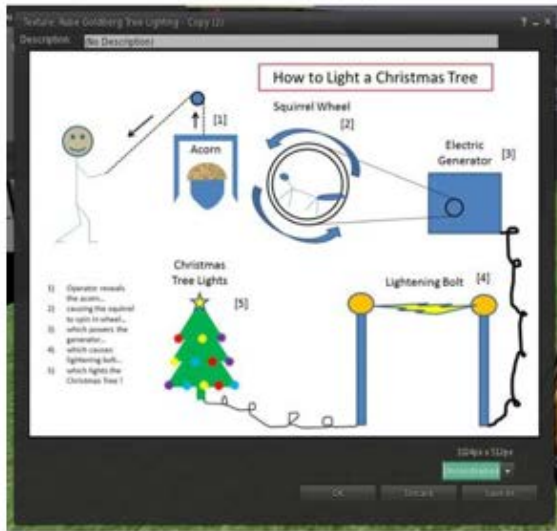 Texture: Rube Goldberg Tree Lighting - Copy (2)
Description:
(No Description)
How to Light a Christmas Tree
Squirrel Wheel
[1]
[2]
Acorn
Electric
Generator
[3]
Christmas
Tree Lights
[5]
Lightening Bolt
[4]
1) Operator reveals
the acorn...
2) causing the squirrel
to spin in wheel...
3) which powers the
generator...
4) which causes
lightening bolt...
5) which lights the
Christmas Tree !
1024px x 512px
OK
Discard
Save As